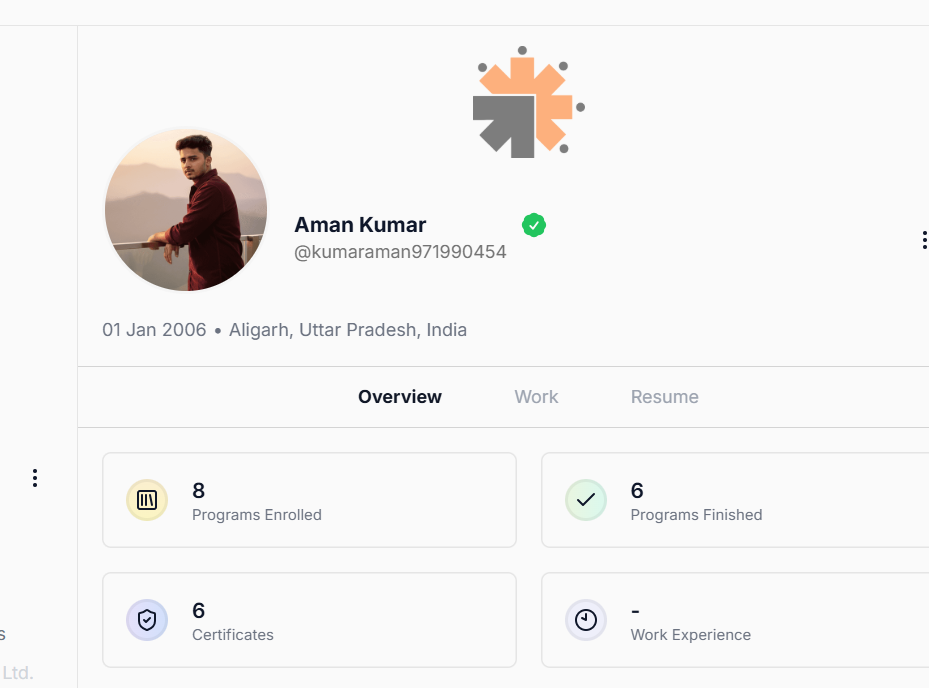 Aman Kumar
@kumaraman971990454
01 Jan 2006 • Aligarh, Uttar Pradesh, India
Overview Work Resume
8
Programs Enrolled
6
Programs Finished
6
Certificates
-
Work Experience
s
Ltd.